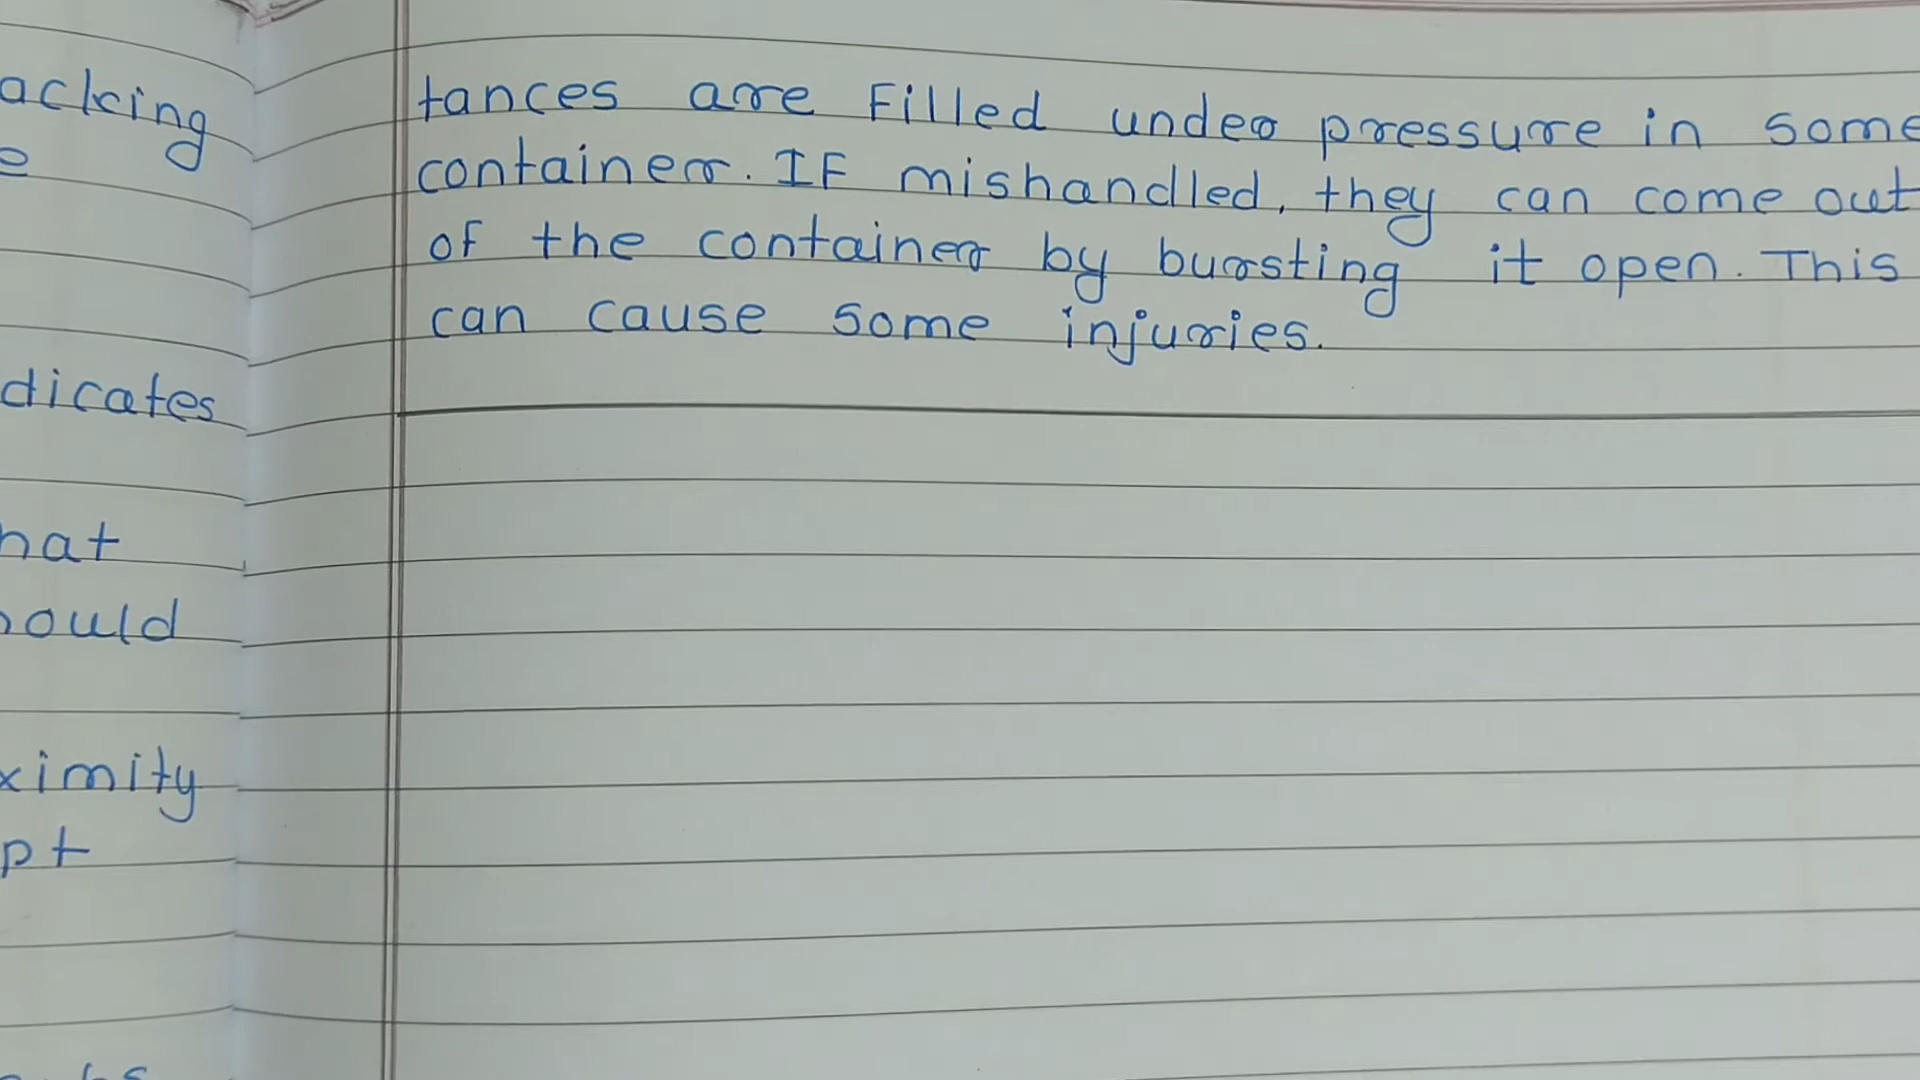 acking
e
dicates
hat
hould
ximity
pt
tances are Filled under pressure in some
container. IF mishandled, they can come out
of the container by bursting it open. This
can cause some injuries.